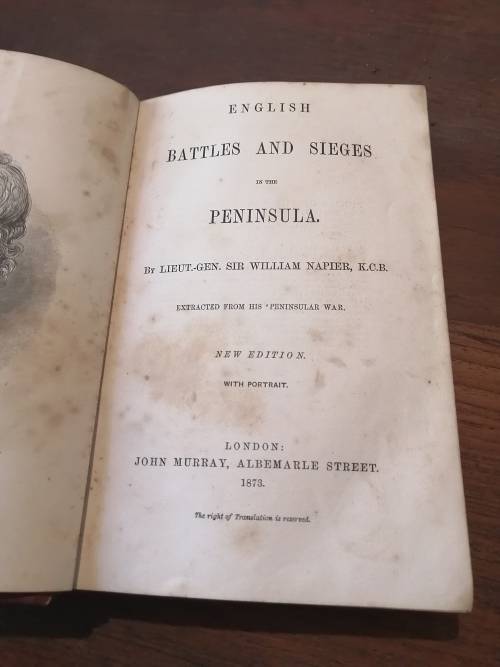 ENGLISH
BATTLES AND SIEGES
IN THE
PENINSULA.
BY LIEUT.-GEN. SIR WILLIAM NAPIER, K.C.B.
EXTRACTED FROM HIS ‘PENINSULAR WAR.
NEW EDITION.
WITH PORTRAIT.
LONDON:
JOHN MURRAY, ALBEMARLE STREET.
1873.
The right of Translation is reserved.